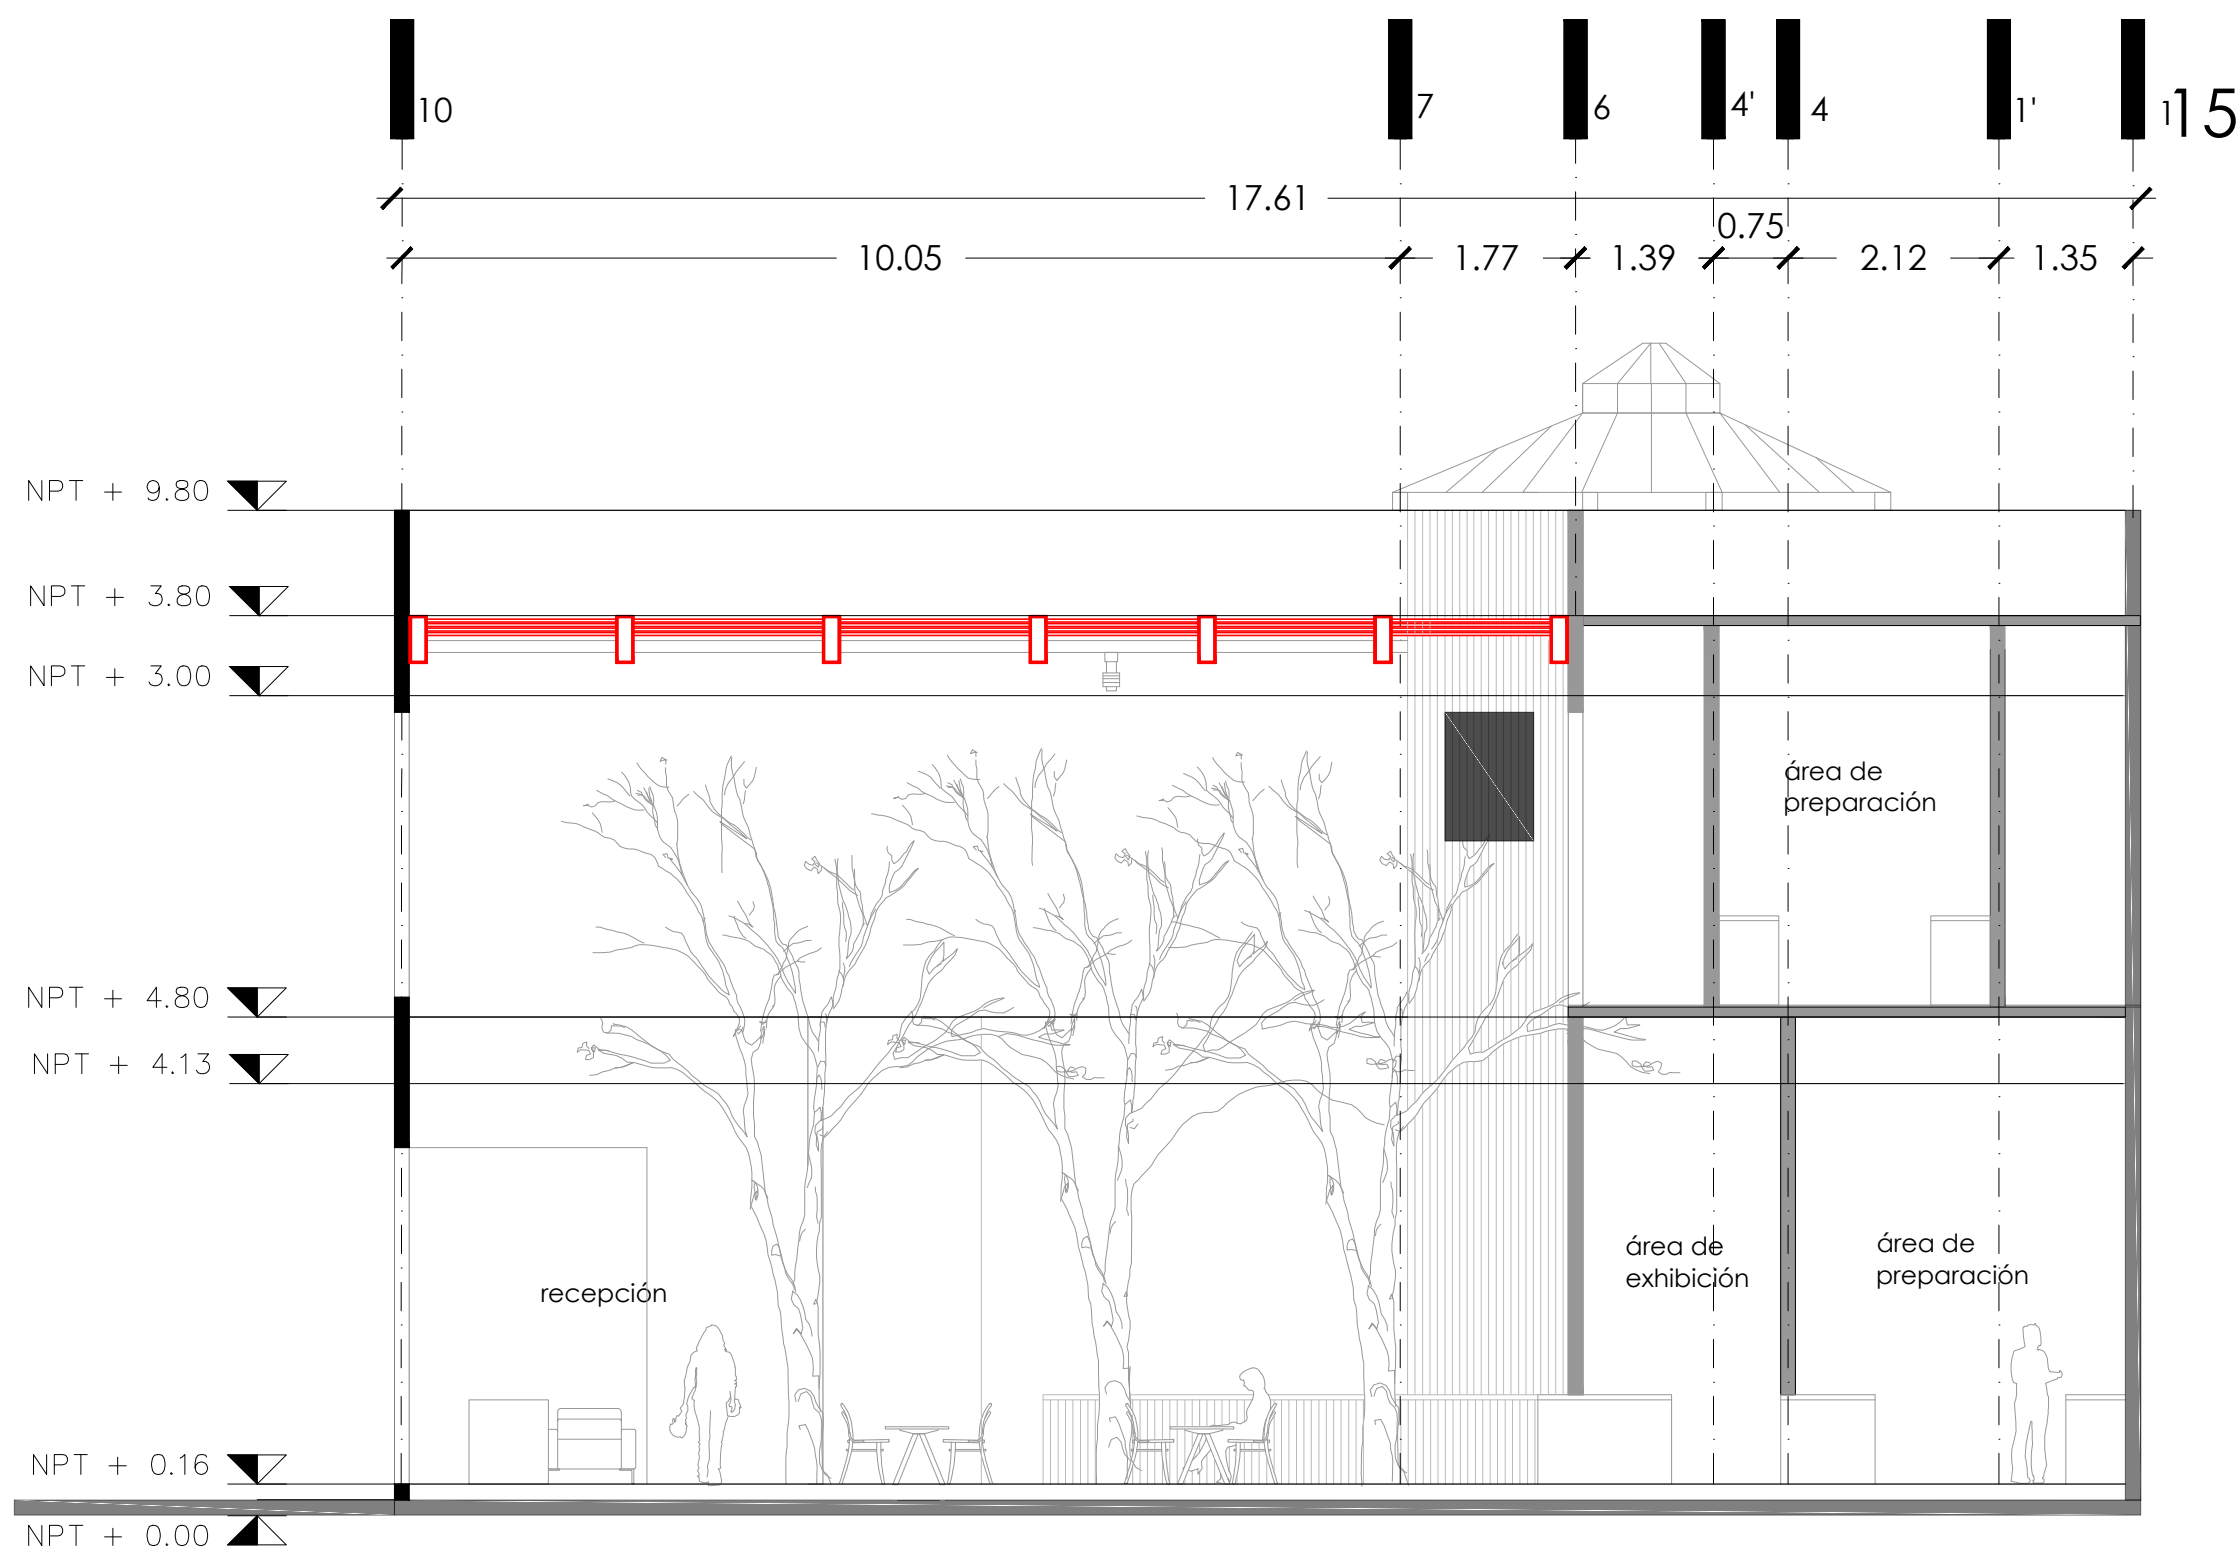 10
7
6
4'
4
1'
1
15
17.61
0.75
10.05
1.77
1.39
2.12
1.35
NPT + 9.80
NPT + 3.80
NPT + 3.00
área de
preparación
NPT + 4.80
NPT + 4.13
área de
exhibición
área de
preparación
recepción
NPT + 0.16
NPT + 0.00